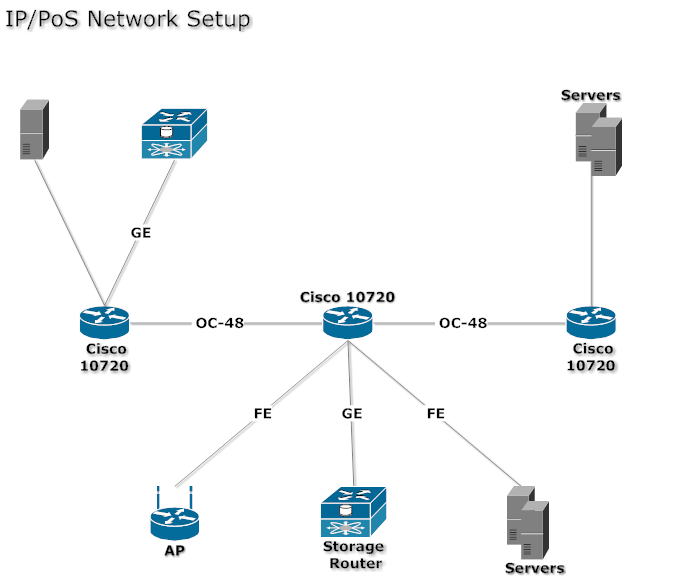 IP/PoS Network Setup
Servers
GE
Cisco 10720
OC-48
OC-48
Cisco
10720
Cisco
10720
FE
GE
FE
AP
Storage
Router
Servers